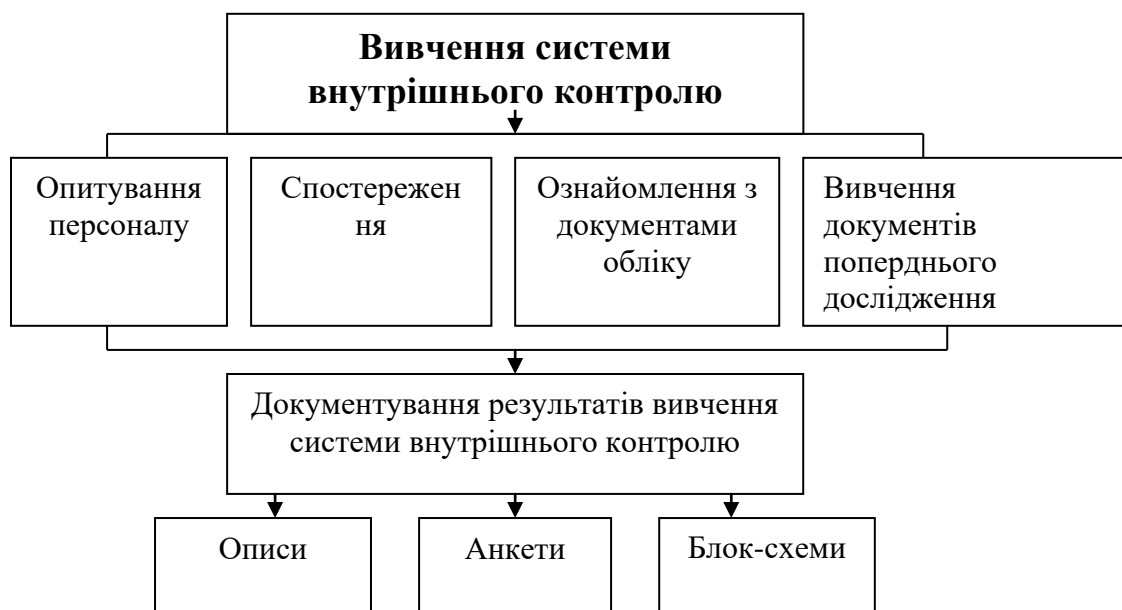 Вивчення системи
внутрішнього контролю
Опитування
персоналу
Спостережен
ня
Ознайомлення з
документами
обліку
Вивчення
документів
поперднього
дослідження
Документування результатів вивчення
системи внутрішнього контролю
Описи
Анкети
Блок-схеми